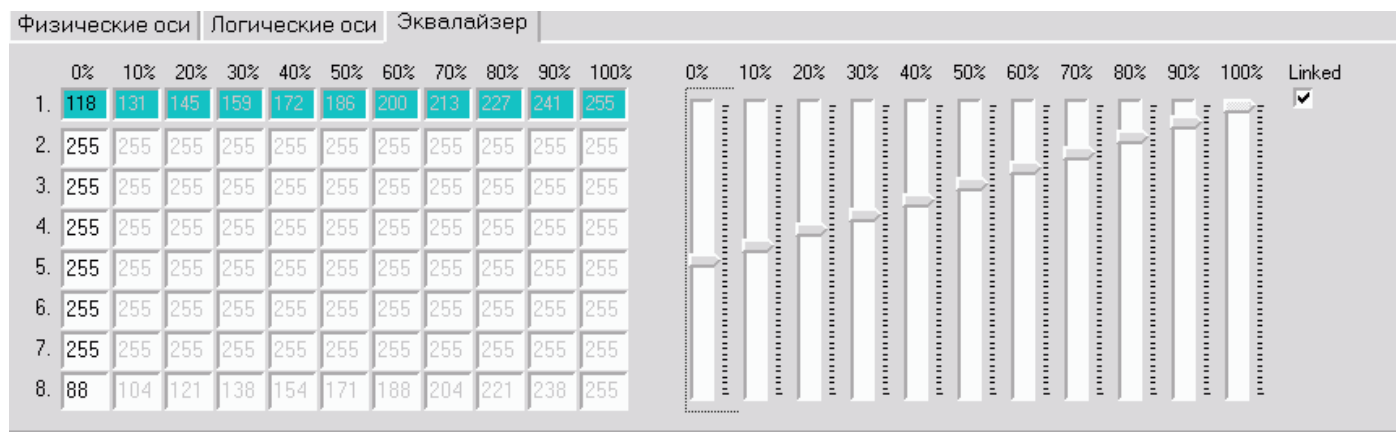 Физические оси Логические оси Эквалайзер
0% 10% 20% 30% 40% 50% 60% 70% 80% 90% 100% 0% 10% 20% 30% 40% 50% 60% 70% 80% 90% 100% Linked
1. 118 131 145 159 172 186 200 213 227 241 255
2. 255 255 255 255 255 255 255 255 255 255 255
3. 255 255 255 255 255 255 255 255 255 255 255
4. 255 255 255 255 255 255 255 255 255 255 255
5. 255 255 255 255 255 255 255 255 255 255 255
6. 255 255 255 255 255 255 255 255 255 255 255
7. 255 255 255 255 255 255 255 255 255 255 255
8. 88 104 121 138 154 171 188 204 221 238 255